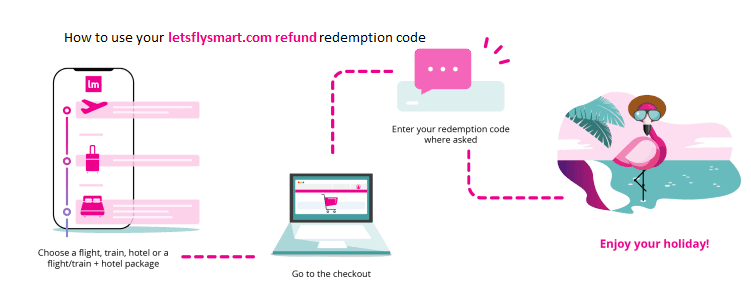 How to use your letsflysmart.com refund redemption code
lm
Enter your redemption code
where asked
Choose a flight, train, hotel or a
flight/train + hotel package
Go to the checkout
Enjoy your holiday!